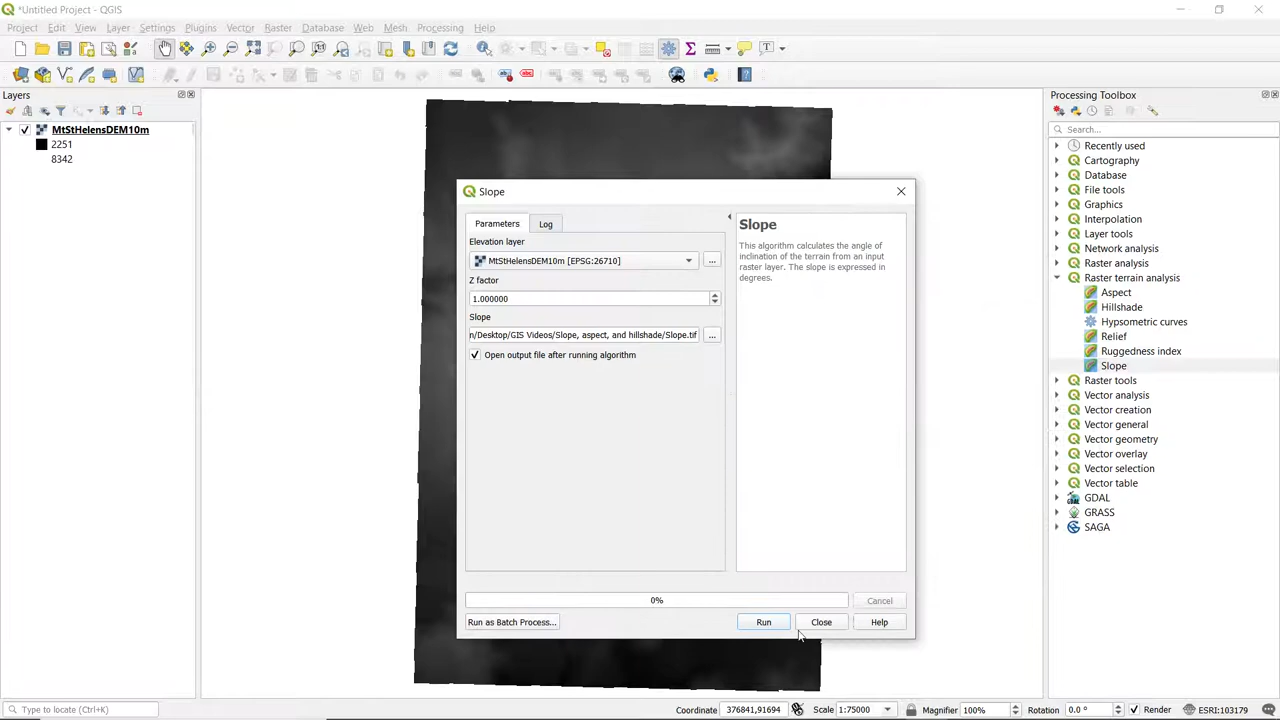 *Untitled Project - QGIS
Project Edit View Layer Settings Plugins Vector Raster Database Web Mesh Processing Help
Layers
MtStHelensDEM10m
2251
8342
Slope
Parameters Log
Elevation layer
MtStHelensDEM10m [EPSG:26710]
...
Z factor
1.000000
Slope
n/Desktop/GIS Videos/Slope, aspect, and hillshade/Slope.tif
...
Open output file after running algorithm
Slope
This algorithm calculates the angle of
inclination of the terrain from an input
raster layer. The slope is expressed in
degrees.
0%
Cancel
Run as Batch Process...
Run
Close
Help
Processing Toolbox
Search...
Recently used
Cartography
Database
File tools
Graphics
Interpolation
Layer tools
Network analysis
Raster analysis
Raster terrain analysis
Aspect
Hillshade
Hypsometric curves
Relief
Ruggedness index
Slope
Raster tools
Vector analysis
Vector creation
Vector general
Vector geometry
Vector overlay
Vector selection
Vector table
GDAL
GRASS
SAGA
Type to locate (Ctrl+K)
Coordinate 376841,91694 Scale 1:75000 Magnifier 100% Rotation 0.0 ° Render ESRI:103179